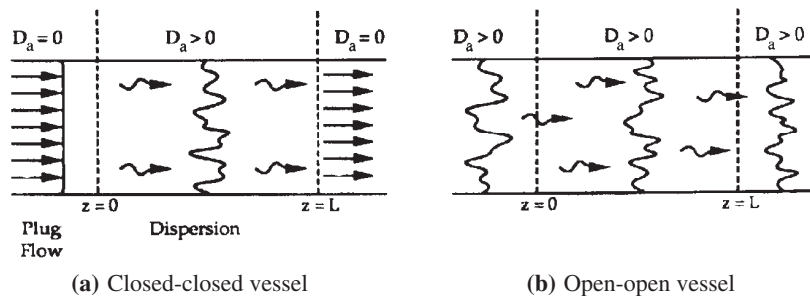 D_a = 0 D_a > 0 D_a = 0
z = 0 z = L
Plug Flow
Dispersion
(a) Closed-closed vessel
D_a > 0 D_a > 0 D_a > 0
z = 0 z = L
(b) Open-open vessel